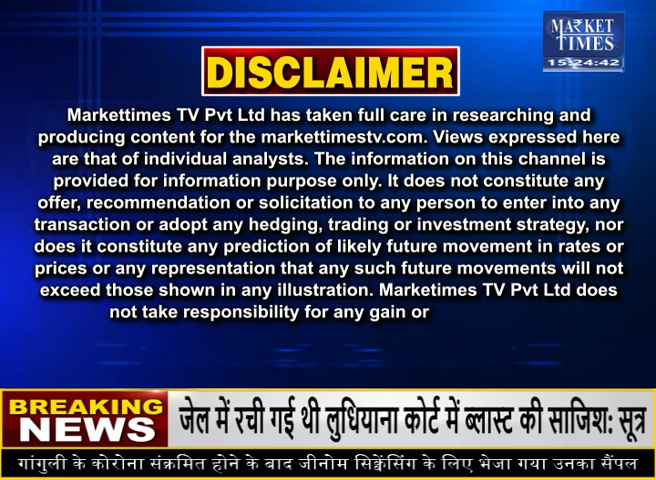 MARKET
TIMES
15:24:42
DISCLAIMER
Markettimes TV Pvt Ltd has taken full care in researching and
producing content for the markettimestv.com. Views expressed here
are that of individual analysts. The information on this channel is
provided for information purpose only. It does not constitute any
offer, recommendation or solicitation to any person to enter into any
transaction or adopt any hedging, trading or investment strategy, nor
does it constitute any prediction of likely future movement in rates or
prices or any representation that any such future movements will not
exceed those shown in any illustration. Marketimes TV Pvt Ltd does
not take responsibility for any gain or
BREAKING
NEWS
जेल में रची गई थी लुधियाना कोर्ट में ब्लास्ट की साजिश: सूत्र
गांगुली के कोरोना संक्रमित होने के बाद जीनोम सिक्वेंसिंग के लिए भेजा गया उनका सैंपल